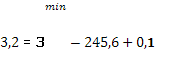 min
3,2 = 3 − 245,6 + 0,1